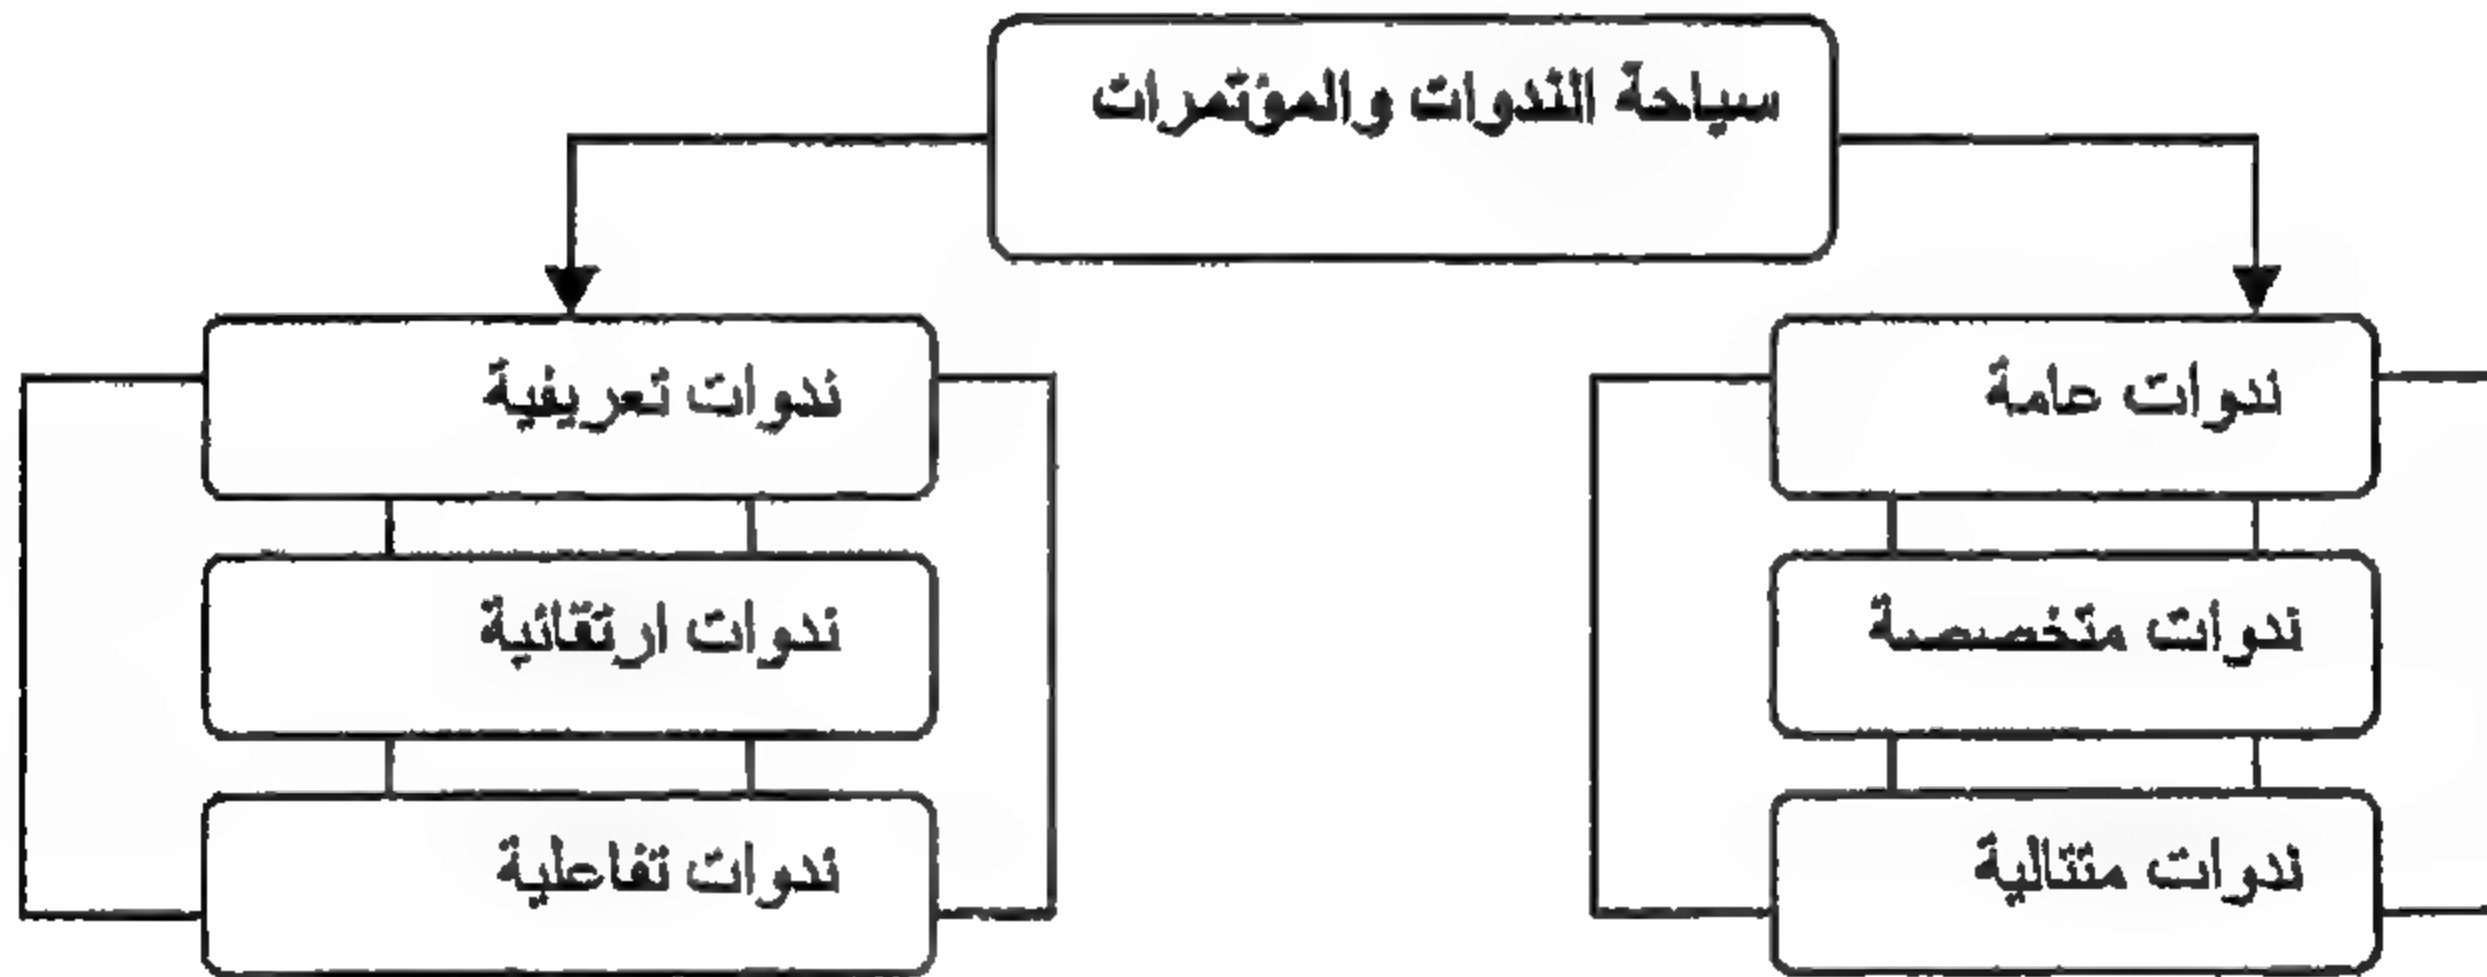 سياحة الندوات والمؤتمرات
ندوات عامة
ندوات متخصصة
ندوات متتالية
ندوات تعريفية
ندوات ارتقائية
ندوات تفاعلية